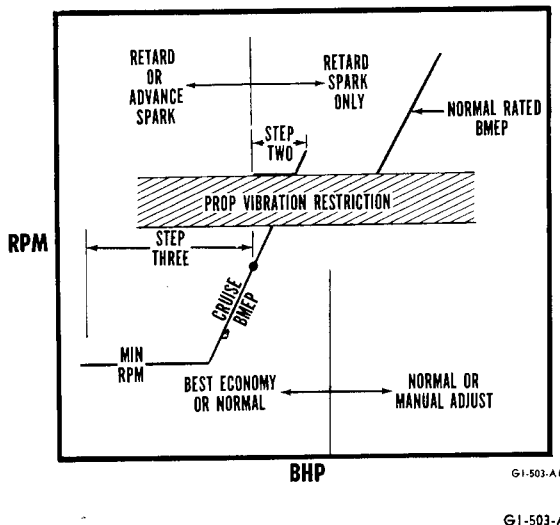 RETARD
OR
ADVANCE
SPARK
RETARD
SPARK
ONLY
NORMAL RATED
BMEP
STEP
TWO
PROP VIBRATION RESTRICTION
RPM
STEP
THREE
CRUISE
BMEP
MIN
RPM
BEST ECONOMY
OR NORMAL
NORMAL OR
MANUAL ADJUST
BHP
G1-503-A
G1-503-A